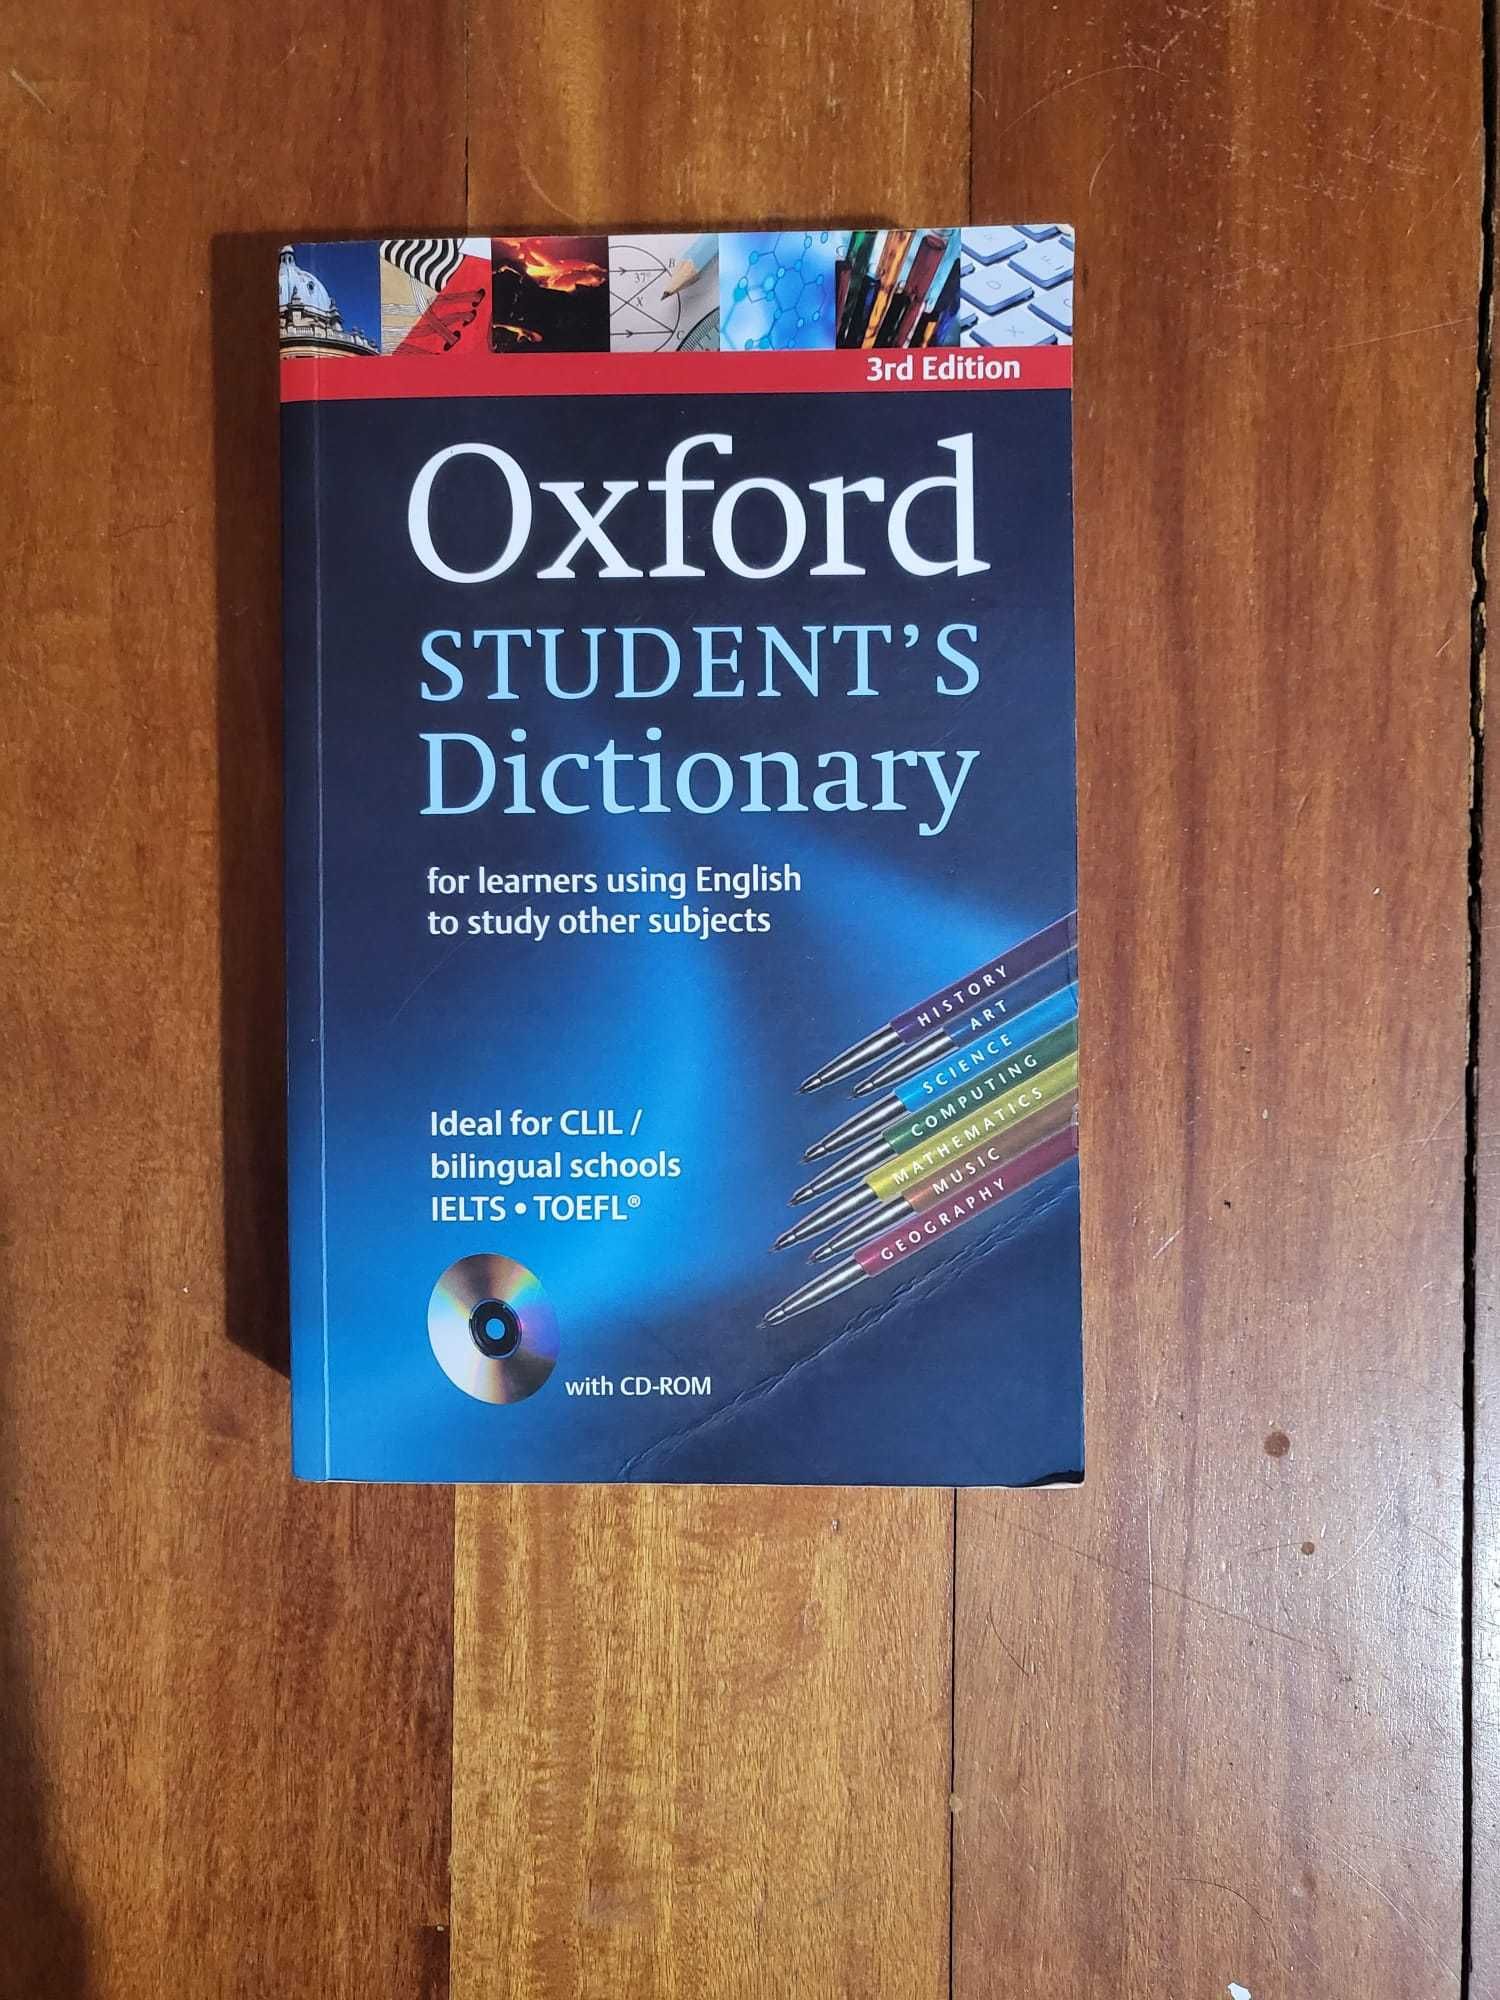 3rd Edition
Oxford
STUDENT'S
Dictionary
for learners using English
to study other subjects
HISTORY
ART
SCIENCE
COMPUTING
MATHEMATICS
MUSIC
GEOGRAPHY
Ideal for CLIL /
bilingual schools
IELTS • TOEFL®
with CD-ROM
37°
B
X
C